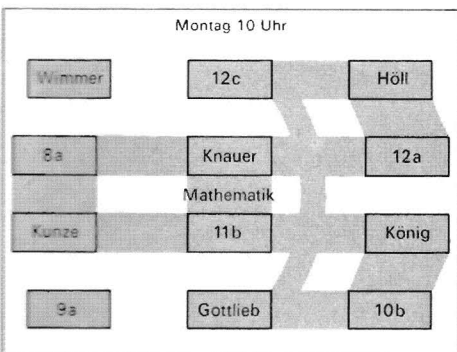 Montag 10 Uhr
Wimmer 12c Höll
8a Knauer 12a
Mathematik
Kunze 11b König
9a Gottlieb 10b